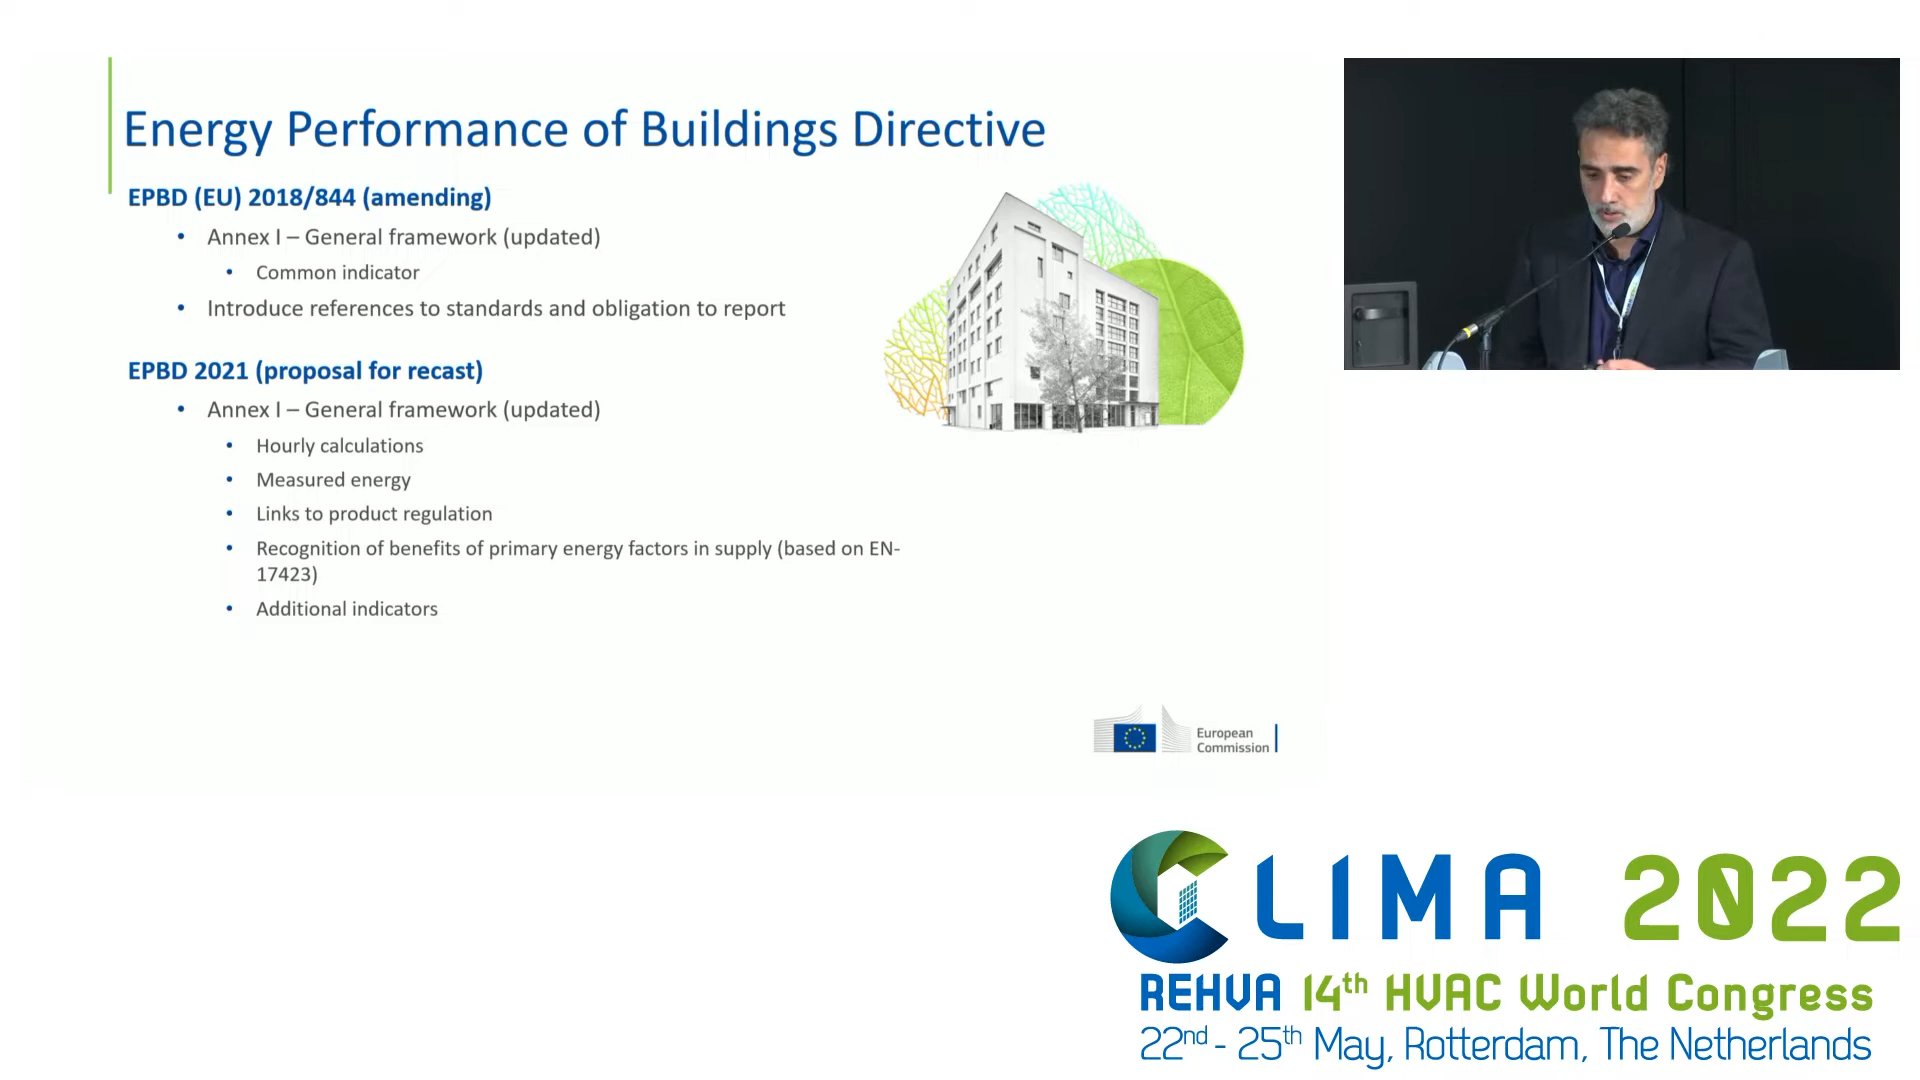 Energy Performance of Buildings Directive
EPBD (EU) 2018/844 (amending)
• Annex I – General framework (updated)
• Common indicator
• Introduce references to standards and obligation to report
EPBD 2021 (proposal for recast)
• Annex I – General framework (updated)
• Hourly calculations
• Measured energy
• Links to product regulation
• Recognition of benefits of primary energy factors in supply (based on EN-
17423)
• Additional indicators
European
Commission
CLIMA 2022
REHVA 14th HVAC World Congress
22nd - 25th May, Rotterdam, The Netherlands